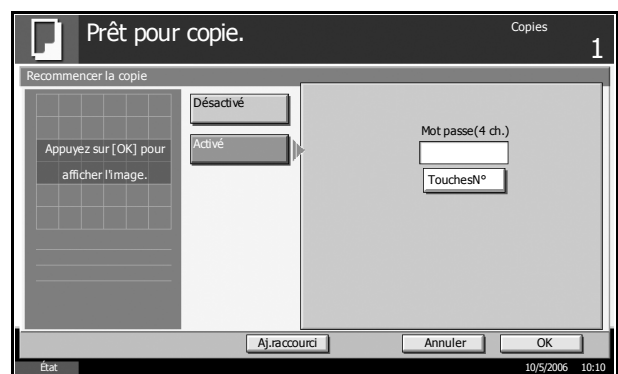 Prêt pour copie.
Copies
1
Recommencer la copie
Appuyez sur [OK] pour
afficher l'image.
Désactivé
Activé
Mot passe(4 ch.)
TouchesN°
Aj.raccourci
Annuler
OK
État
10/5/2006 10:10